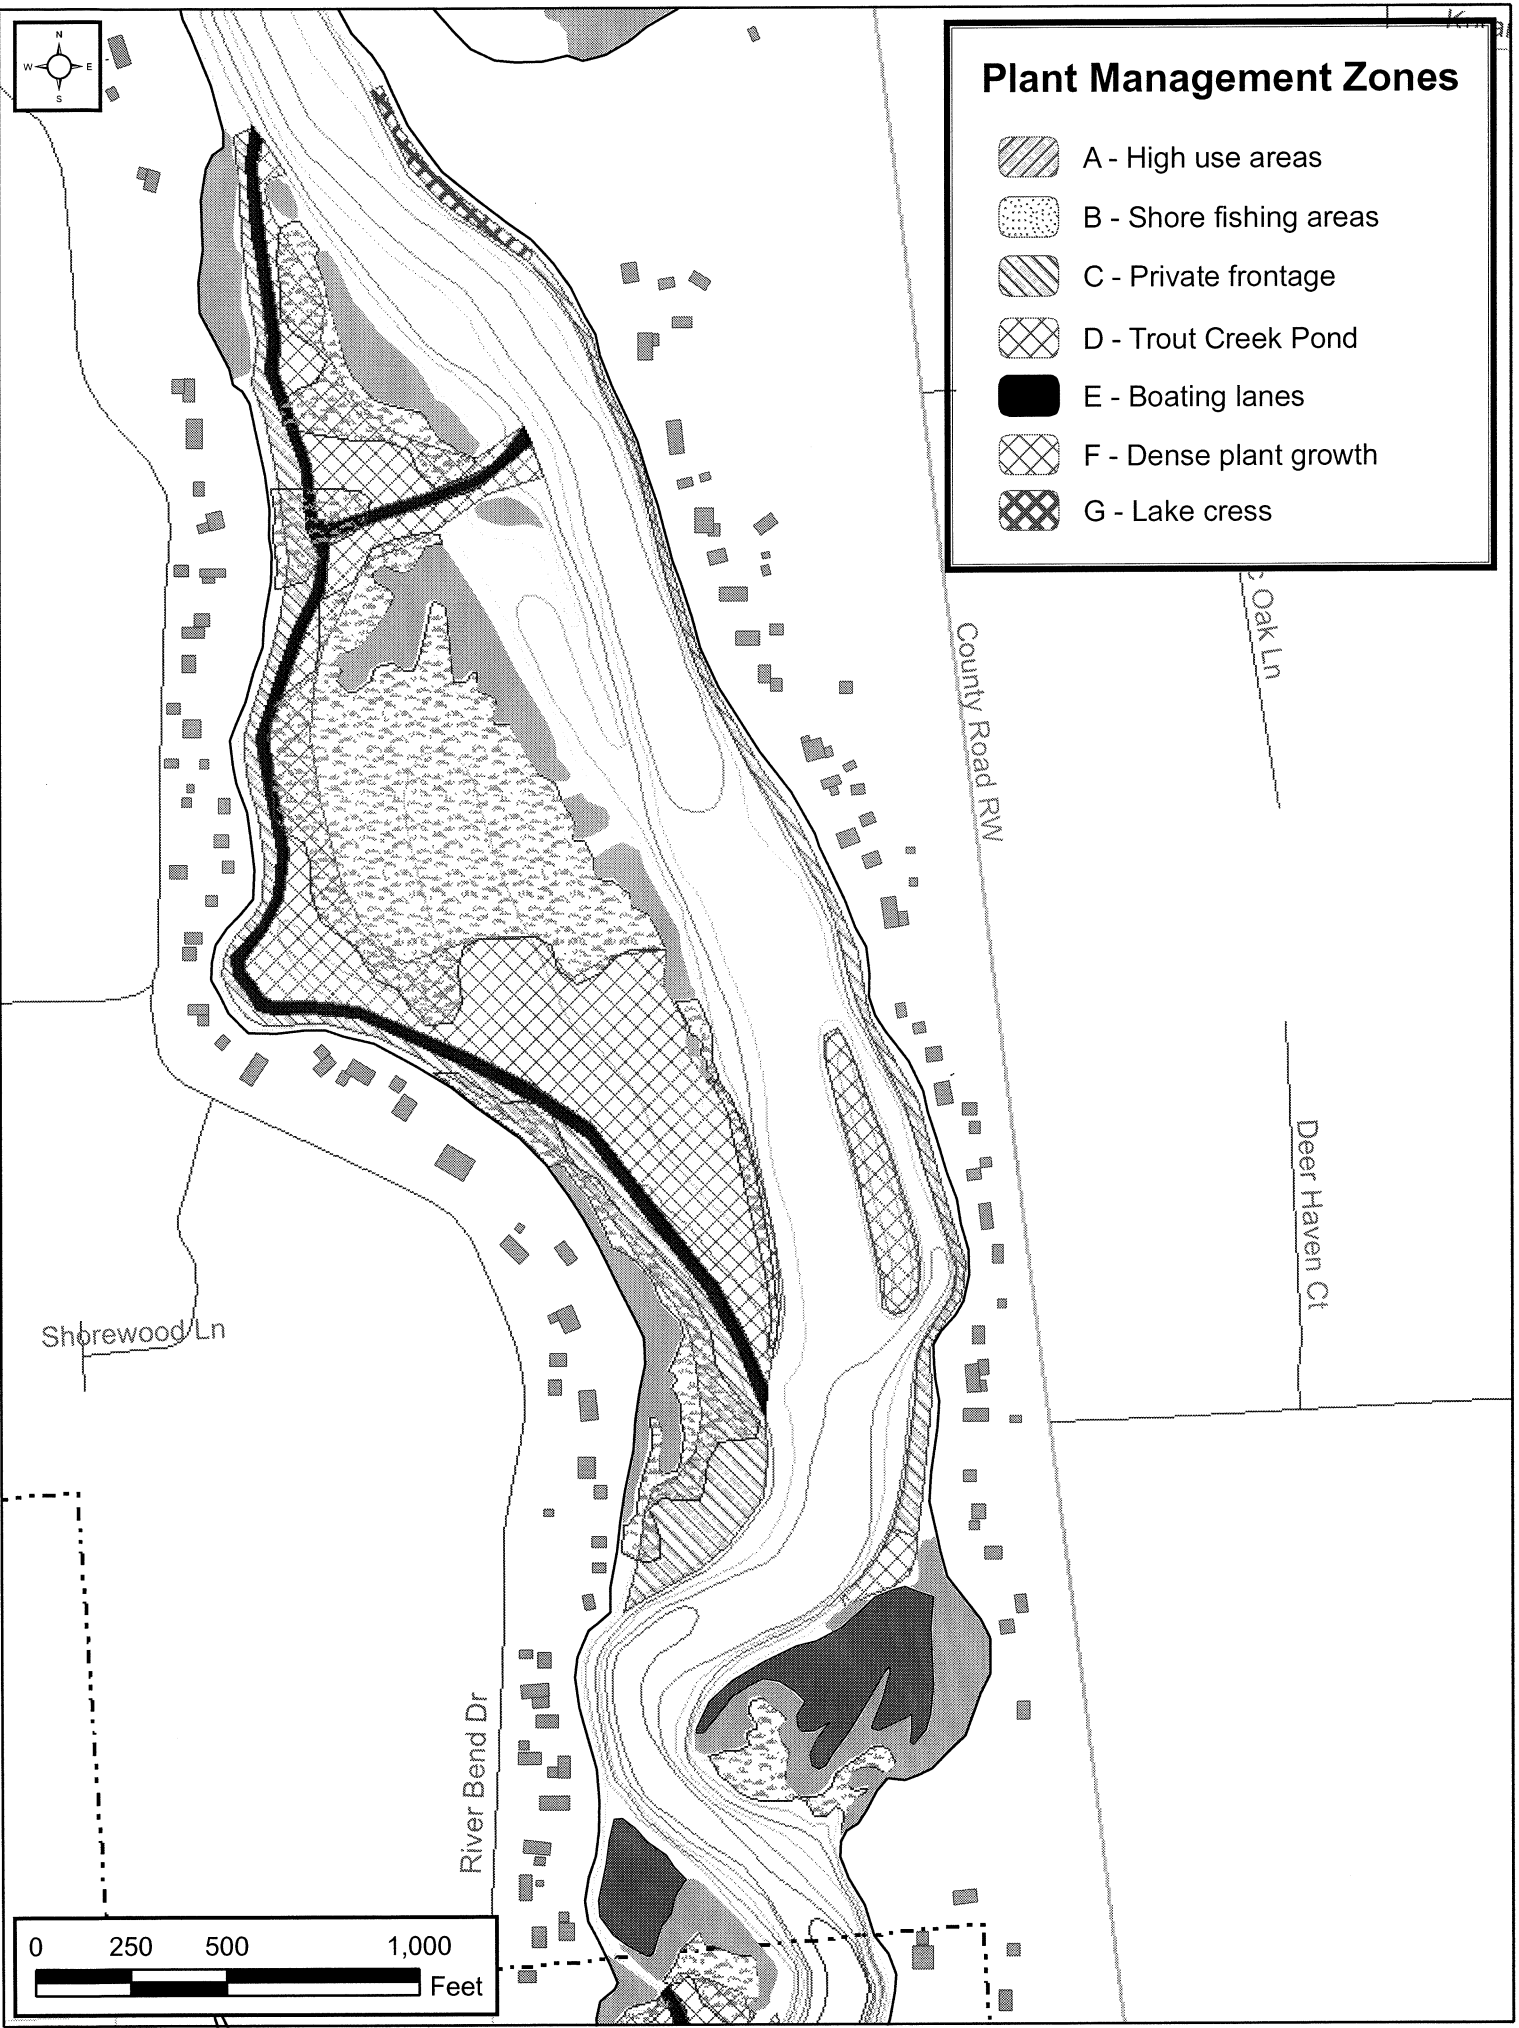 N
W E
S
Plant Management Zones
A - High use areas
B - Shore fishing areas
C - Private frontage
D - Trout Creek Pond
E - Boating lanes
F - Dense plant growth
G - Lake cress
Oak Ln
County Road RW
Deer Haven Ct
Shorewood Ln
River Bend Dr
0 250 500 1,000
Feet